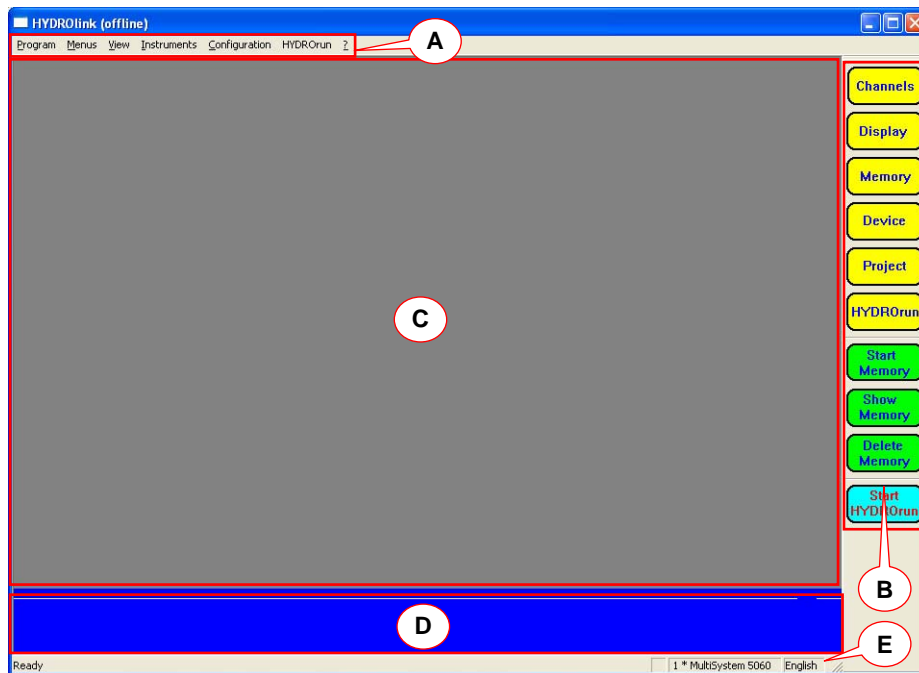 HYDROlink (offline)
Program Menus View Instruments Configuration HYDROrun ?
A
Channels
Display
Memory
Device
Project
HYDROrun
Start
Memory
Show
Memory
Delete
Memory
Start
HYDROrun
C
B
D
E
Ready 1 * MultiSystem 5060 English